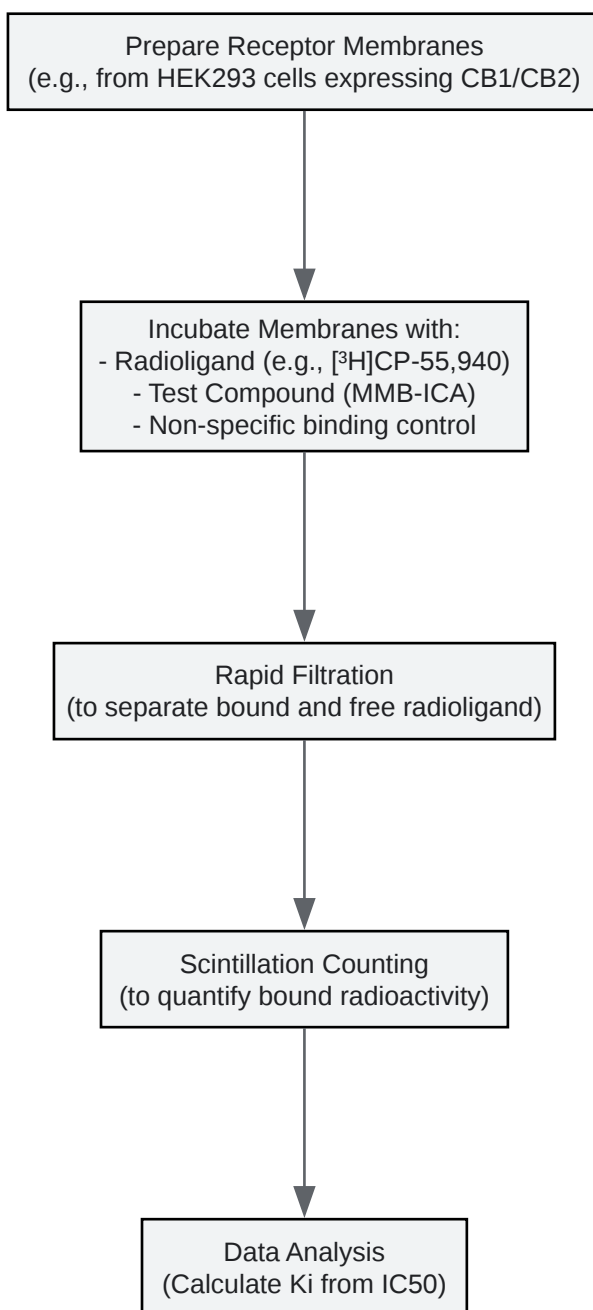 Prepare Receptor Membranes
(e.g., from HEK293 cells expressing CB1/CB2)
Incubate Membranes with:
- Radioligand (e.g., [³H]CP-55,940)
- Test Compound (MMB-ICA)
- Non-specific binding control
Rapid Filtration
(to separate bound and free radioligand)
Scintillation Counting
(to quantify bound radioactivity)
Data Analysis
(Calculate Ki from IC50)